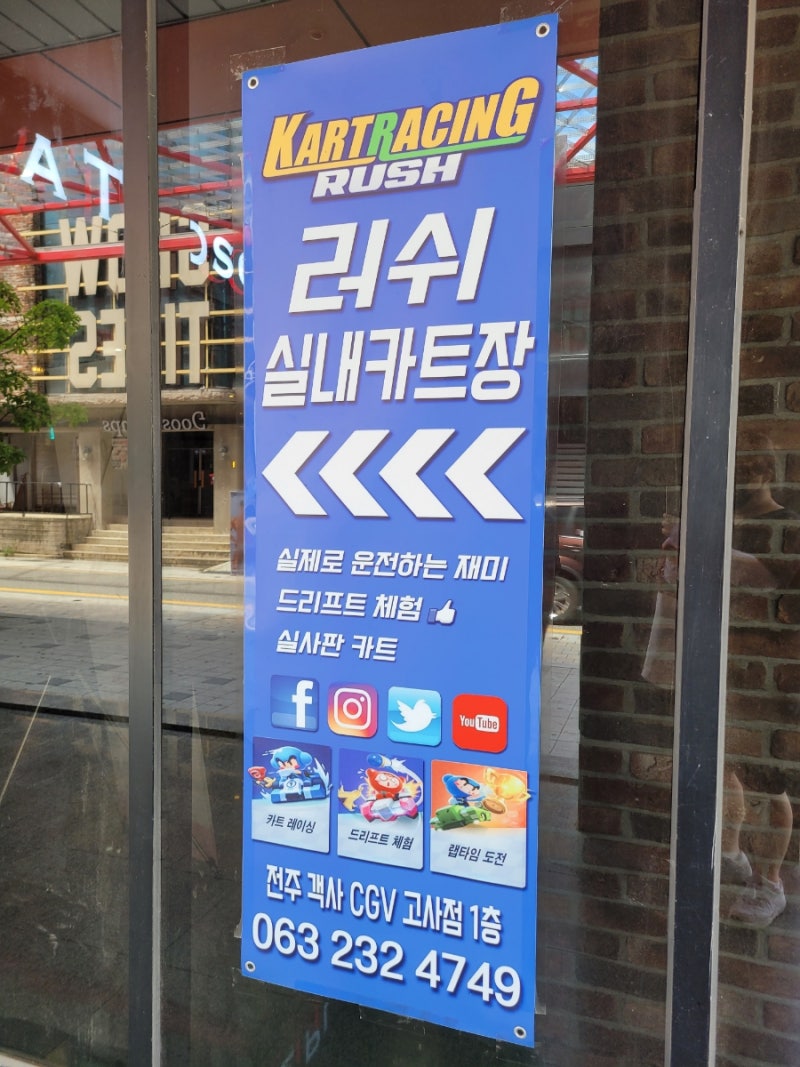 KARTRACING
RUSH
러쉬
실내카트장
실제로 운전하는 재미
드리프트 체험
실사판 카트
You Tube
카트 레이싱
드리프트 체험
랩타임 도전
전주 객사 CGV 고사점 1층
063 232 4749